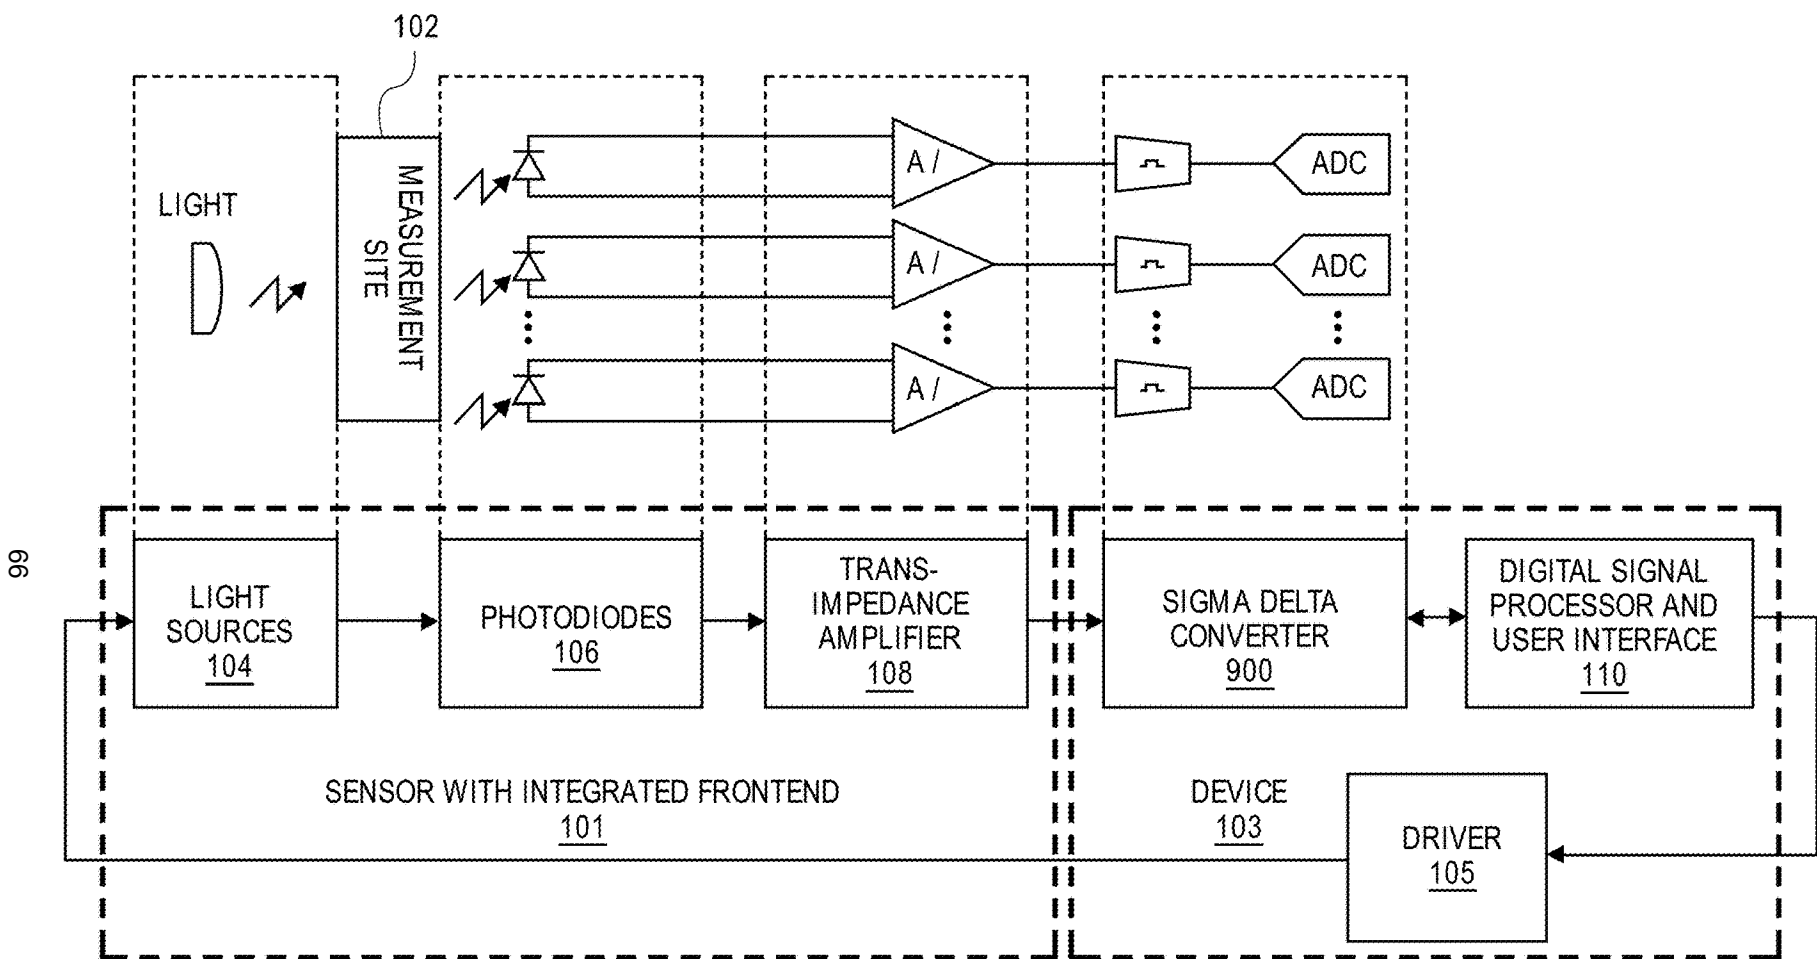 102
LIGHT
MEASUREMENT
SITE
A /
ADC
A /
ADC
A /
ADC
66
LIGHT
SOURCES
104
PHOTODIODES
106
TRANS-
IMPEDANCE
AMPLIFIER
108
SIGMA DELTA
CONVERTER
900
DIGITAL SIGNAL
PROCESSOR AND
USER INTERFACE
110
SENSOR WITH INTEGRATED FRONTEND
101
DEVICE
103
DRIVER
105